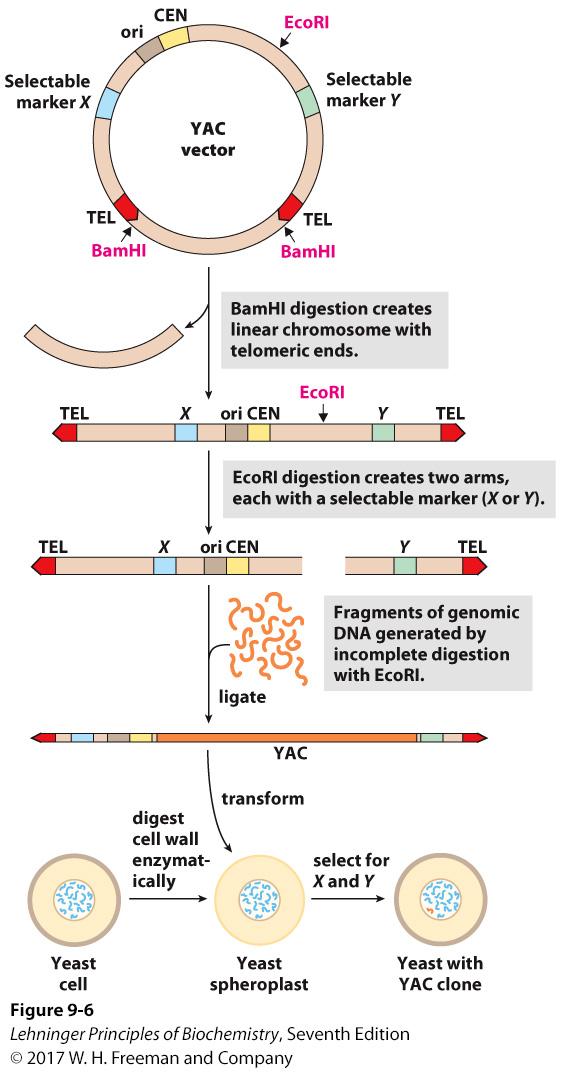 CEN
ori
EcoRI
Selectable
marker X
Selectable
marker Y
YAC
vector
TEL
TEL
BamHI
BamHI
BamHI digestion creates
linear chromosome with
telomeric ends.
EcoRI
TEL X ori CEN Y TEL
EcoRI digestion creates two arms,
each with a selectable marker (X or Y).
TEL X ori CEN Y TEL
Fragments of genomic
DNA generated by
incomplete digestion
with EcoRI.
ligate
YAC
transform
digest
cell wall
enzymat-
ically
select for
X and Y
Yeast
cell
Yeast
spheroplast
Yeast with
YAC clone
Figure 9-6
Lehninger Principles of Biochemistry, Seventh Edition
© 2017 W. H. Freeman and Company